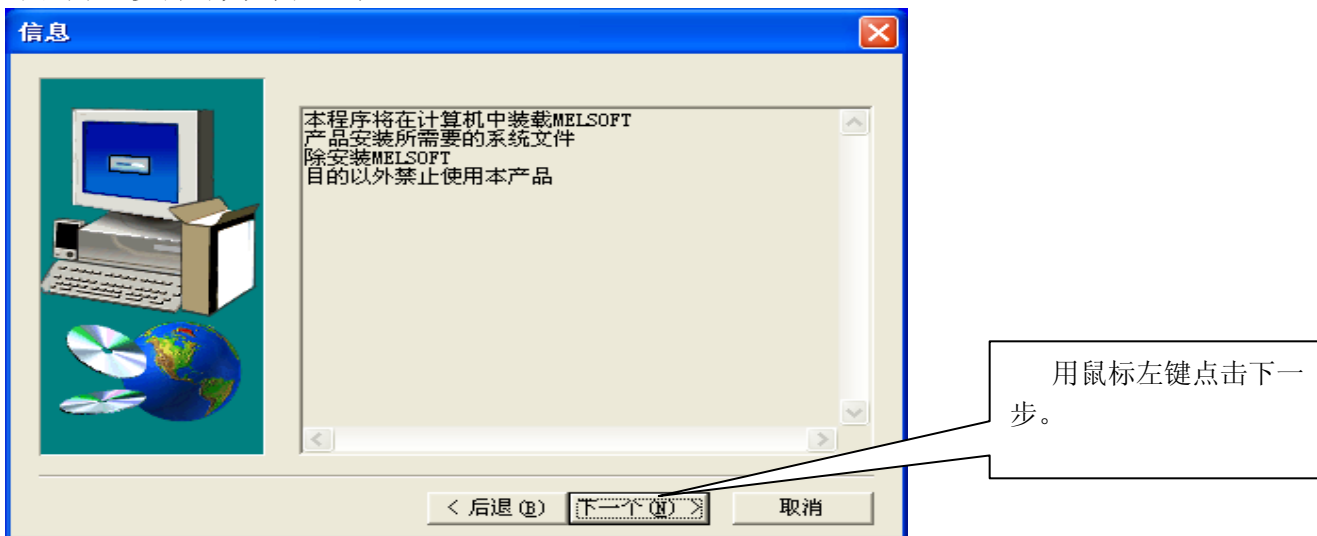 信息
本程序将在计算机中装载MELSOFT
产品安装所需要的系统文件
除安装MELSOFT
目的以外禁止使用本产品
用鼠标左键点击下一
步。
< 后退(B)
下一个(N) >
取消